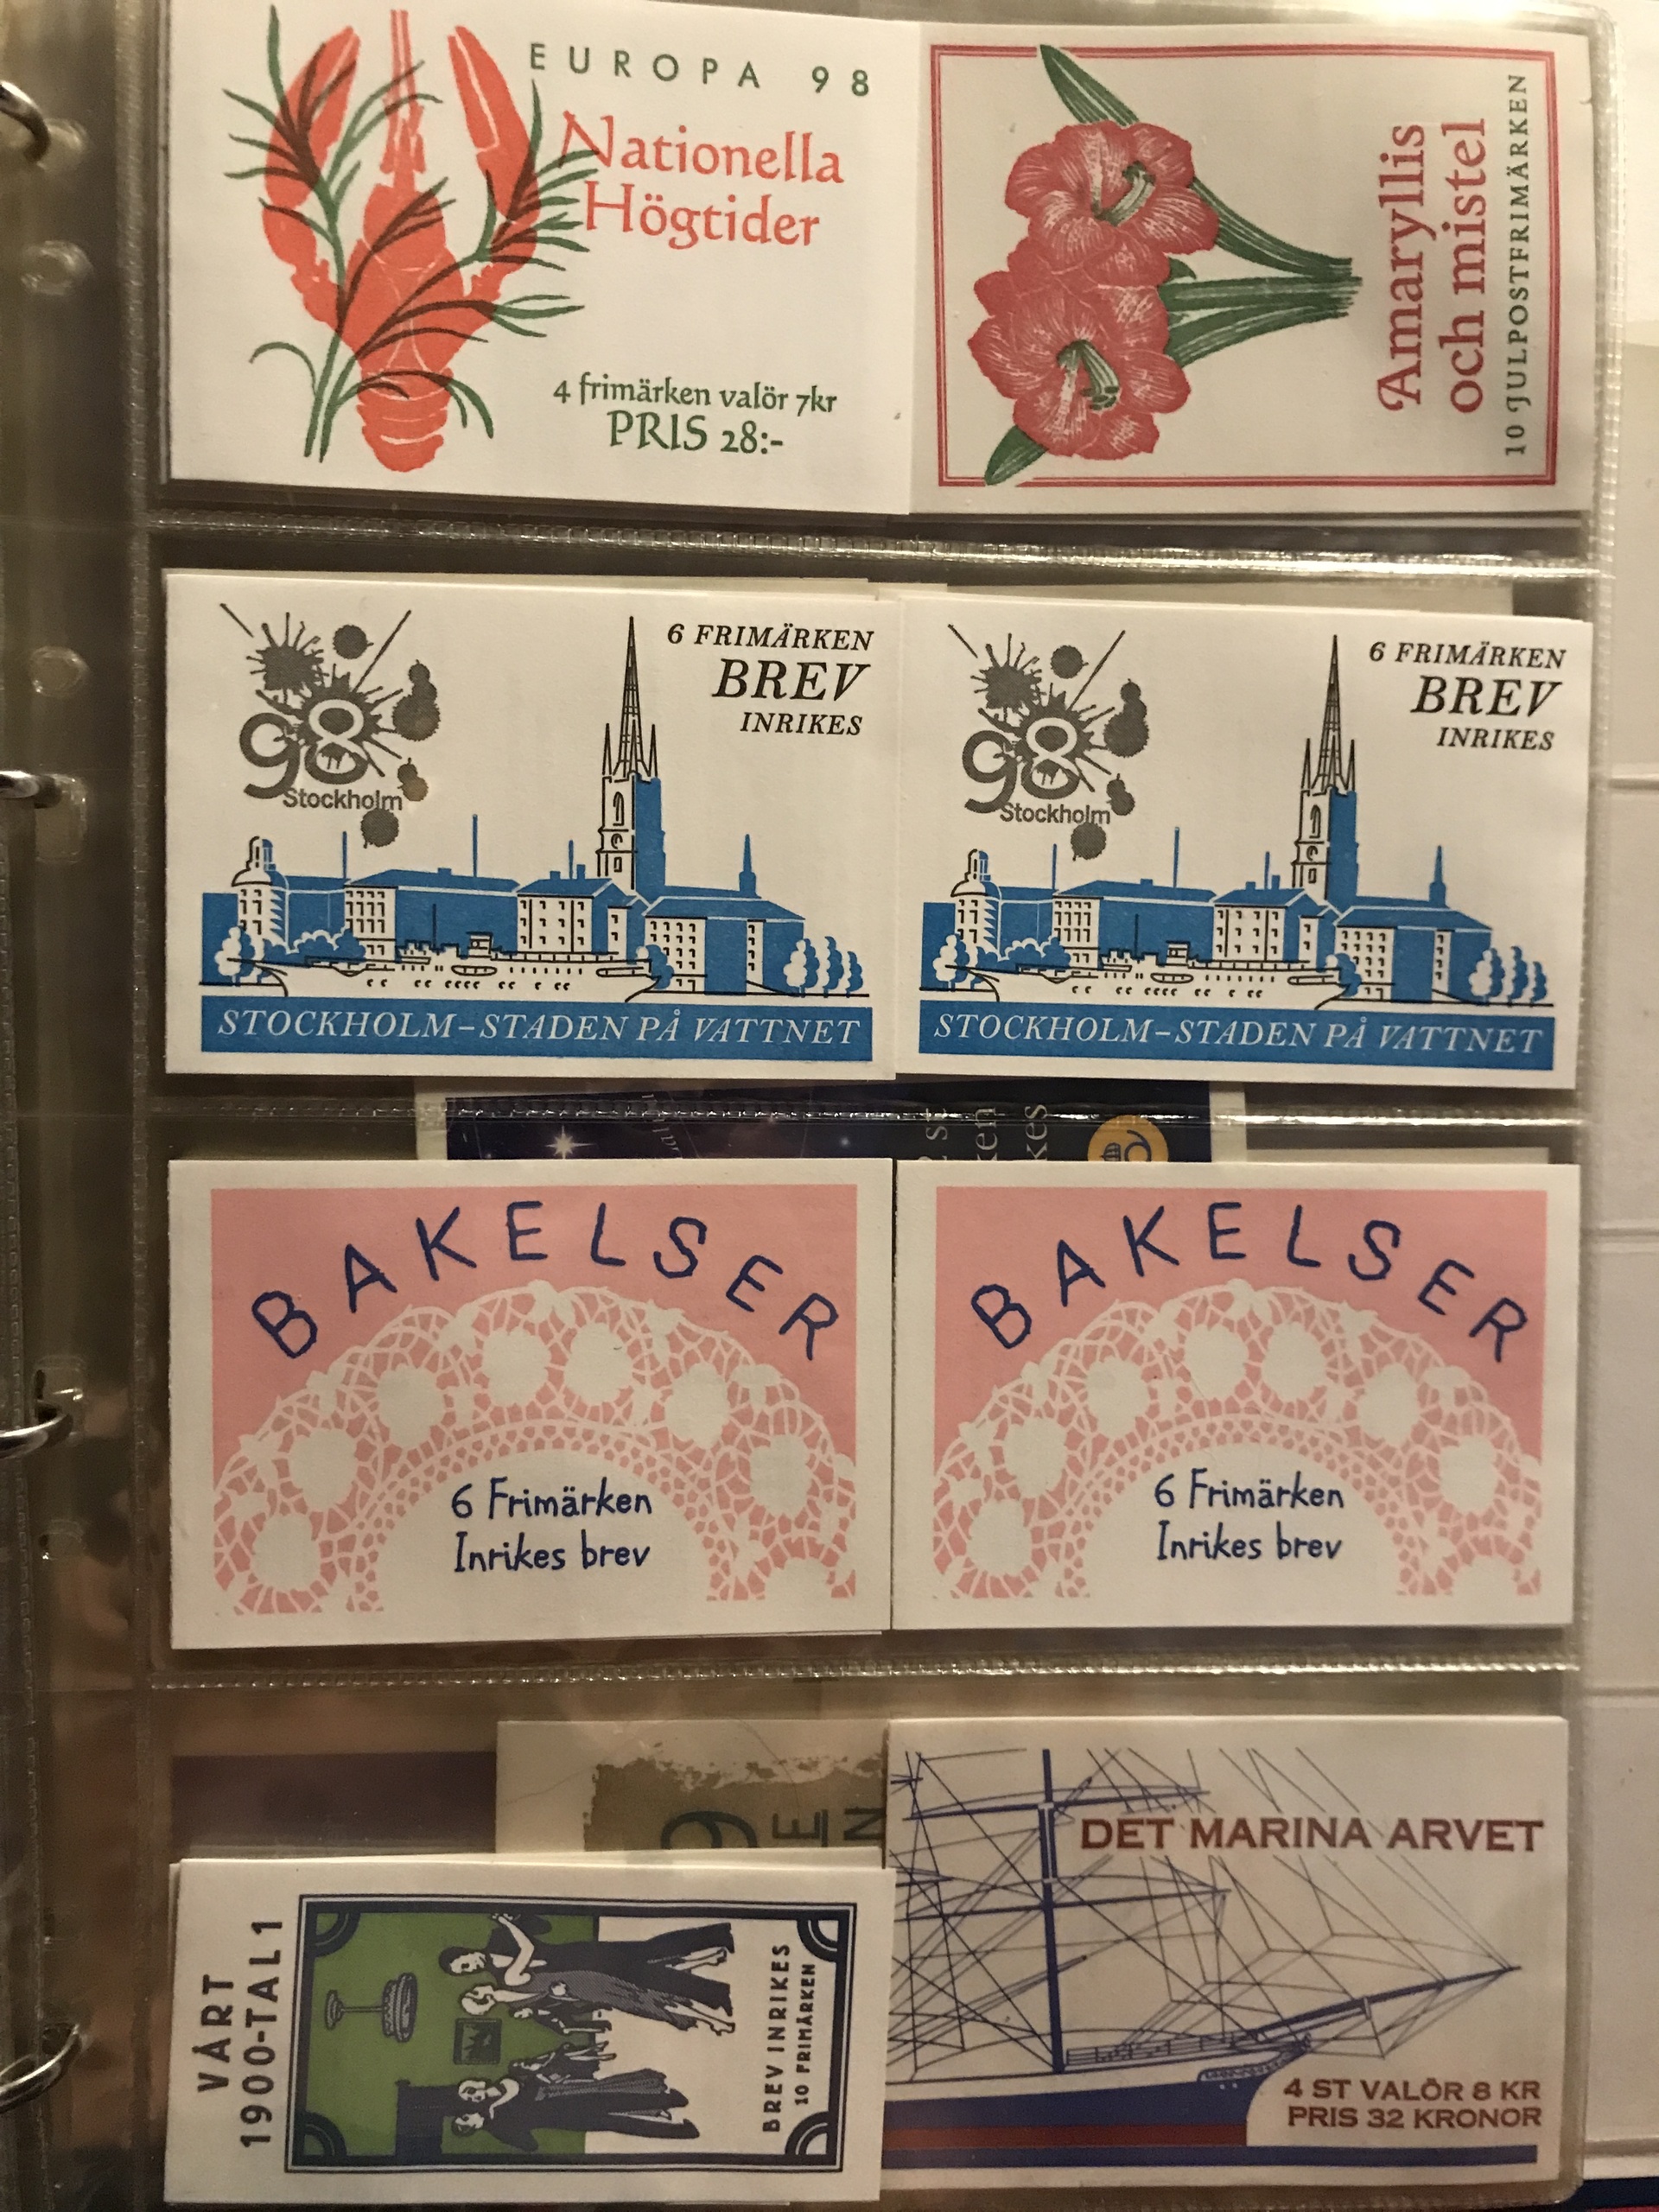 EUROPA 98
Nationella
Högtider
4 frimärken valör 7kr
PRIS 28:-
Amaryllis
och mistel
10 JULPOSTFRIMÄRKEN
6 FRIMÄRKEN
BREV
INRIKES
98
Stockholm
STOCKHOLM–STADEN PÅ VATTNET
6 FRIMÄRKEN
BREV
INRIKES
98
Stockholm
STOCKHOLM–STADEN PÅ VATTNET
BAKELSER
6 Frimärken
Inrikes brev
BAKELSER
6 Frimärken
Inrikes brev
VÅRT
1900-TAL 1
BREV INRIKES
10 FRIMÄRKEN
DET MARINA ARVET
4 ST VALÖR 8 KR
PRIS 32 KRONOR